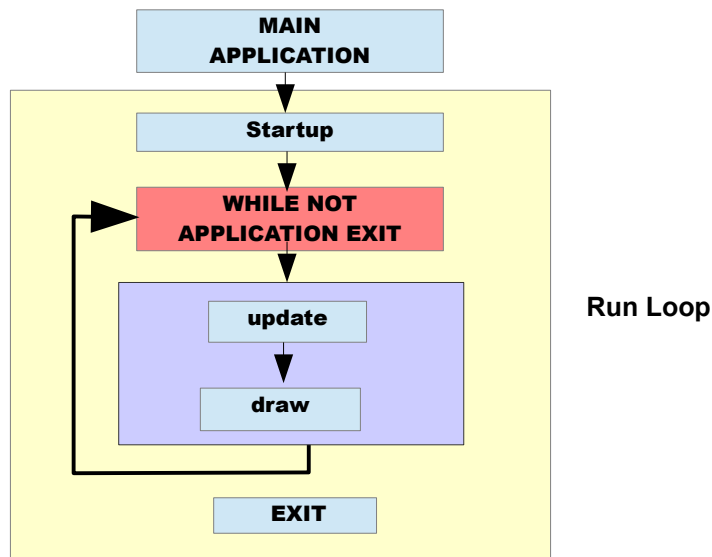 MAIN
APPLICATION
Startup
WHILE NOT
APPLICATION EXIT
update
Run Loop
draw
EXIT